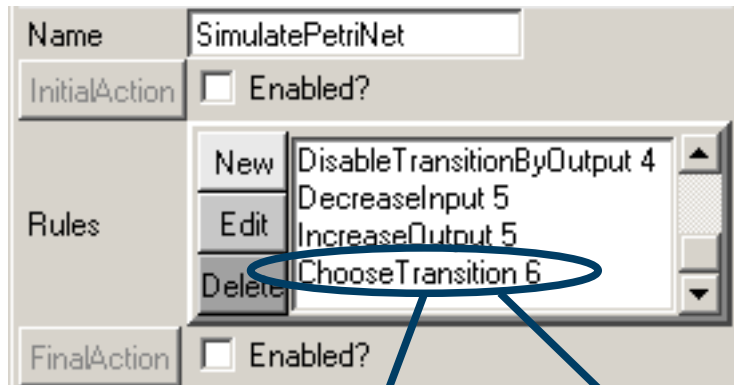 Name SimulatePetriNet
InitialAction Enabled?
Rules
New
Edit
Delete
DisableTransitionByOutput 4
DecreaseInput 5
IncreaseOutput 5
ChooseTransition 6
FinalAction Enabled?